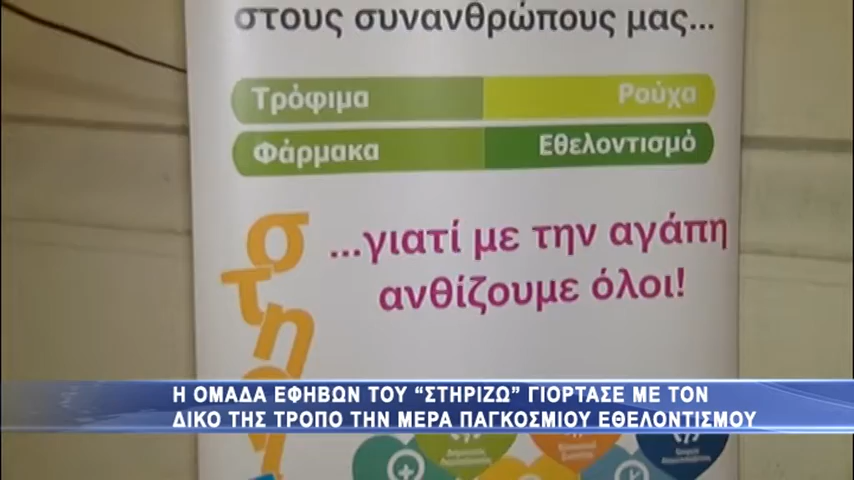 στους συνανθρώπους μας...
Τρόφιμα Ρούχα
Φάρμακα Εθελοντισμό
...γιατί με την αγάπη
ανθίζουμε όλοι!
στη
Η ΟΜΑΔΑ ΕΦΗΒΩΝ ΤΟΥ “ΣΤΗΡΙΖΩ” ΓΙΟΡΤΑΣΕ ΜΕ ΤΟΝ
ΔΙΚΟ ΤΗΣ ΤΡΟΠΟ ΤΗΝ ΜΕΡΑ ΠΑΓΚΟΣΜΙΟΥ ΕΘΕΛΟΝΤΙΣΜΟΥ